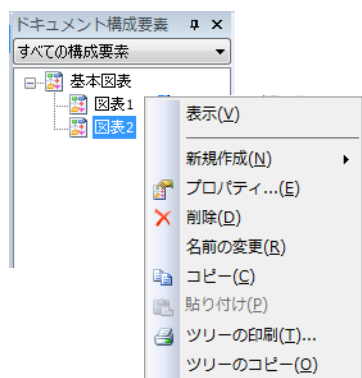 ドキュメント構成要素
すべての構成要素
基本図表
図表1
図表2
表示(V)
新規作成(N)
プロパティ...(E)
削除(D)
名前の変更(R)
コピー(C)
貼り付け(P)
ツリーの印刷(T)...
ツリーのコピー(O)